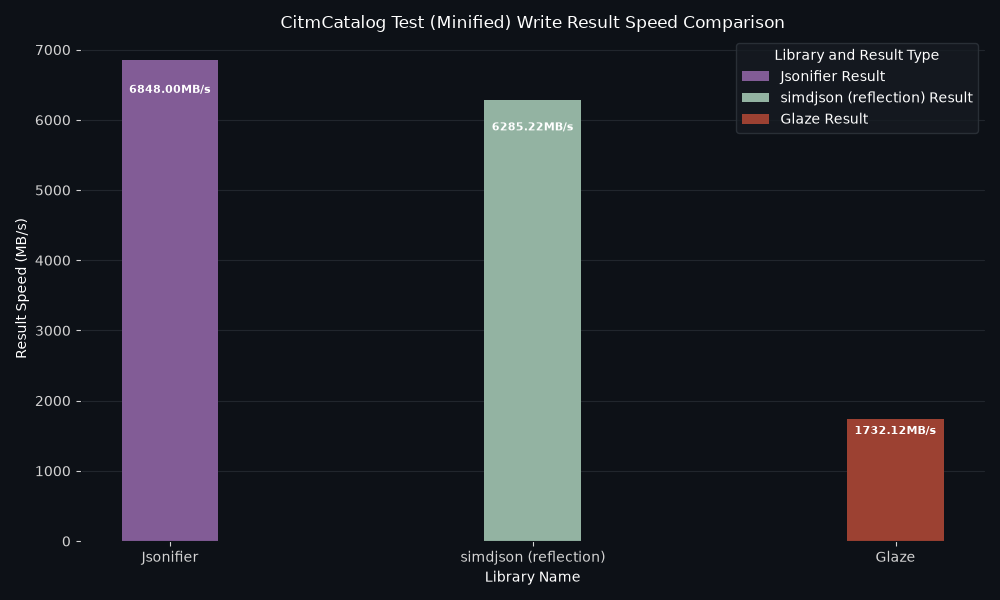 CitmCatalog Test (Minified) Write Result Speed Comparison
Library and Result Type
Jsonifier Result
simdjson (reflection) Result
Glaze Result
Result Speed (MB/s)
7000
6000
5000
4000
3000
2000
1000
0
6848.00MB/s
6285.22MB/s
1732.12MB/s
Jsonifier
simdjson (reflection)
Glaze
Library Name